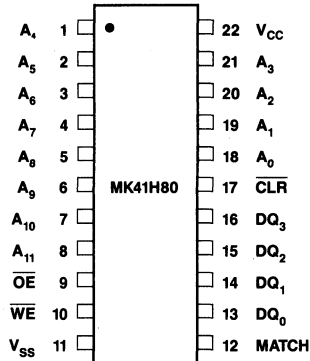 A4 1 22 VCC
A5 2 21 A3
A6 3 20 A2
A7 4 19 A1
A8 5 18 A0
A9 6 MK41H80 17 CLR
A10 7 16 DQ3
A11 8 15 DQ2
OE 9 14 DQ1
WE 10 13 DQ0
VSS 11 12 MATCH